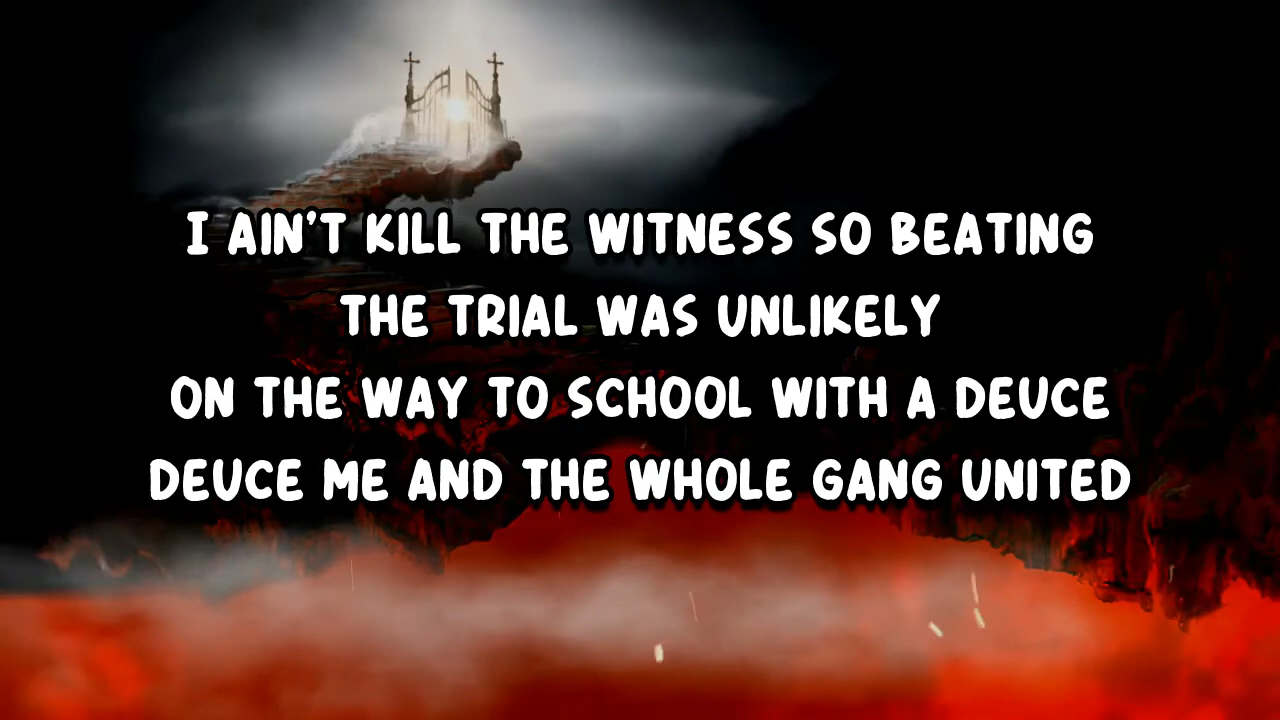 I AIN'T KILL THE WITNESS SO BEATING
THE TRIAL WAS UNLIKELY
ON THE WAY TO SCHOOL WITH A DEUCE
DEUCE ME AND THE WHOLE GANG UNITED